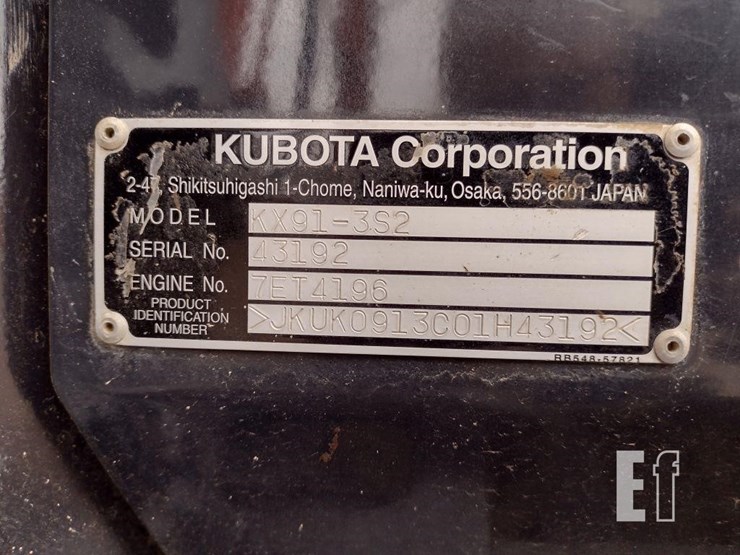 KUBOTA Corporation
2-47, Shikitsuhigashi 1-Chome, Naniwa-ku, Osaka, 556-8601 JAPAN
MODEL KX91-3S2
SERIAL No. 43192
ENGINE No. 7ET4196
PRODUCT
IDENTIFICATION
NUMBER >JKUK0913C01H43192<
RB548-57821
Ef